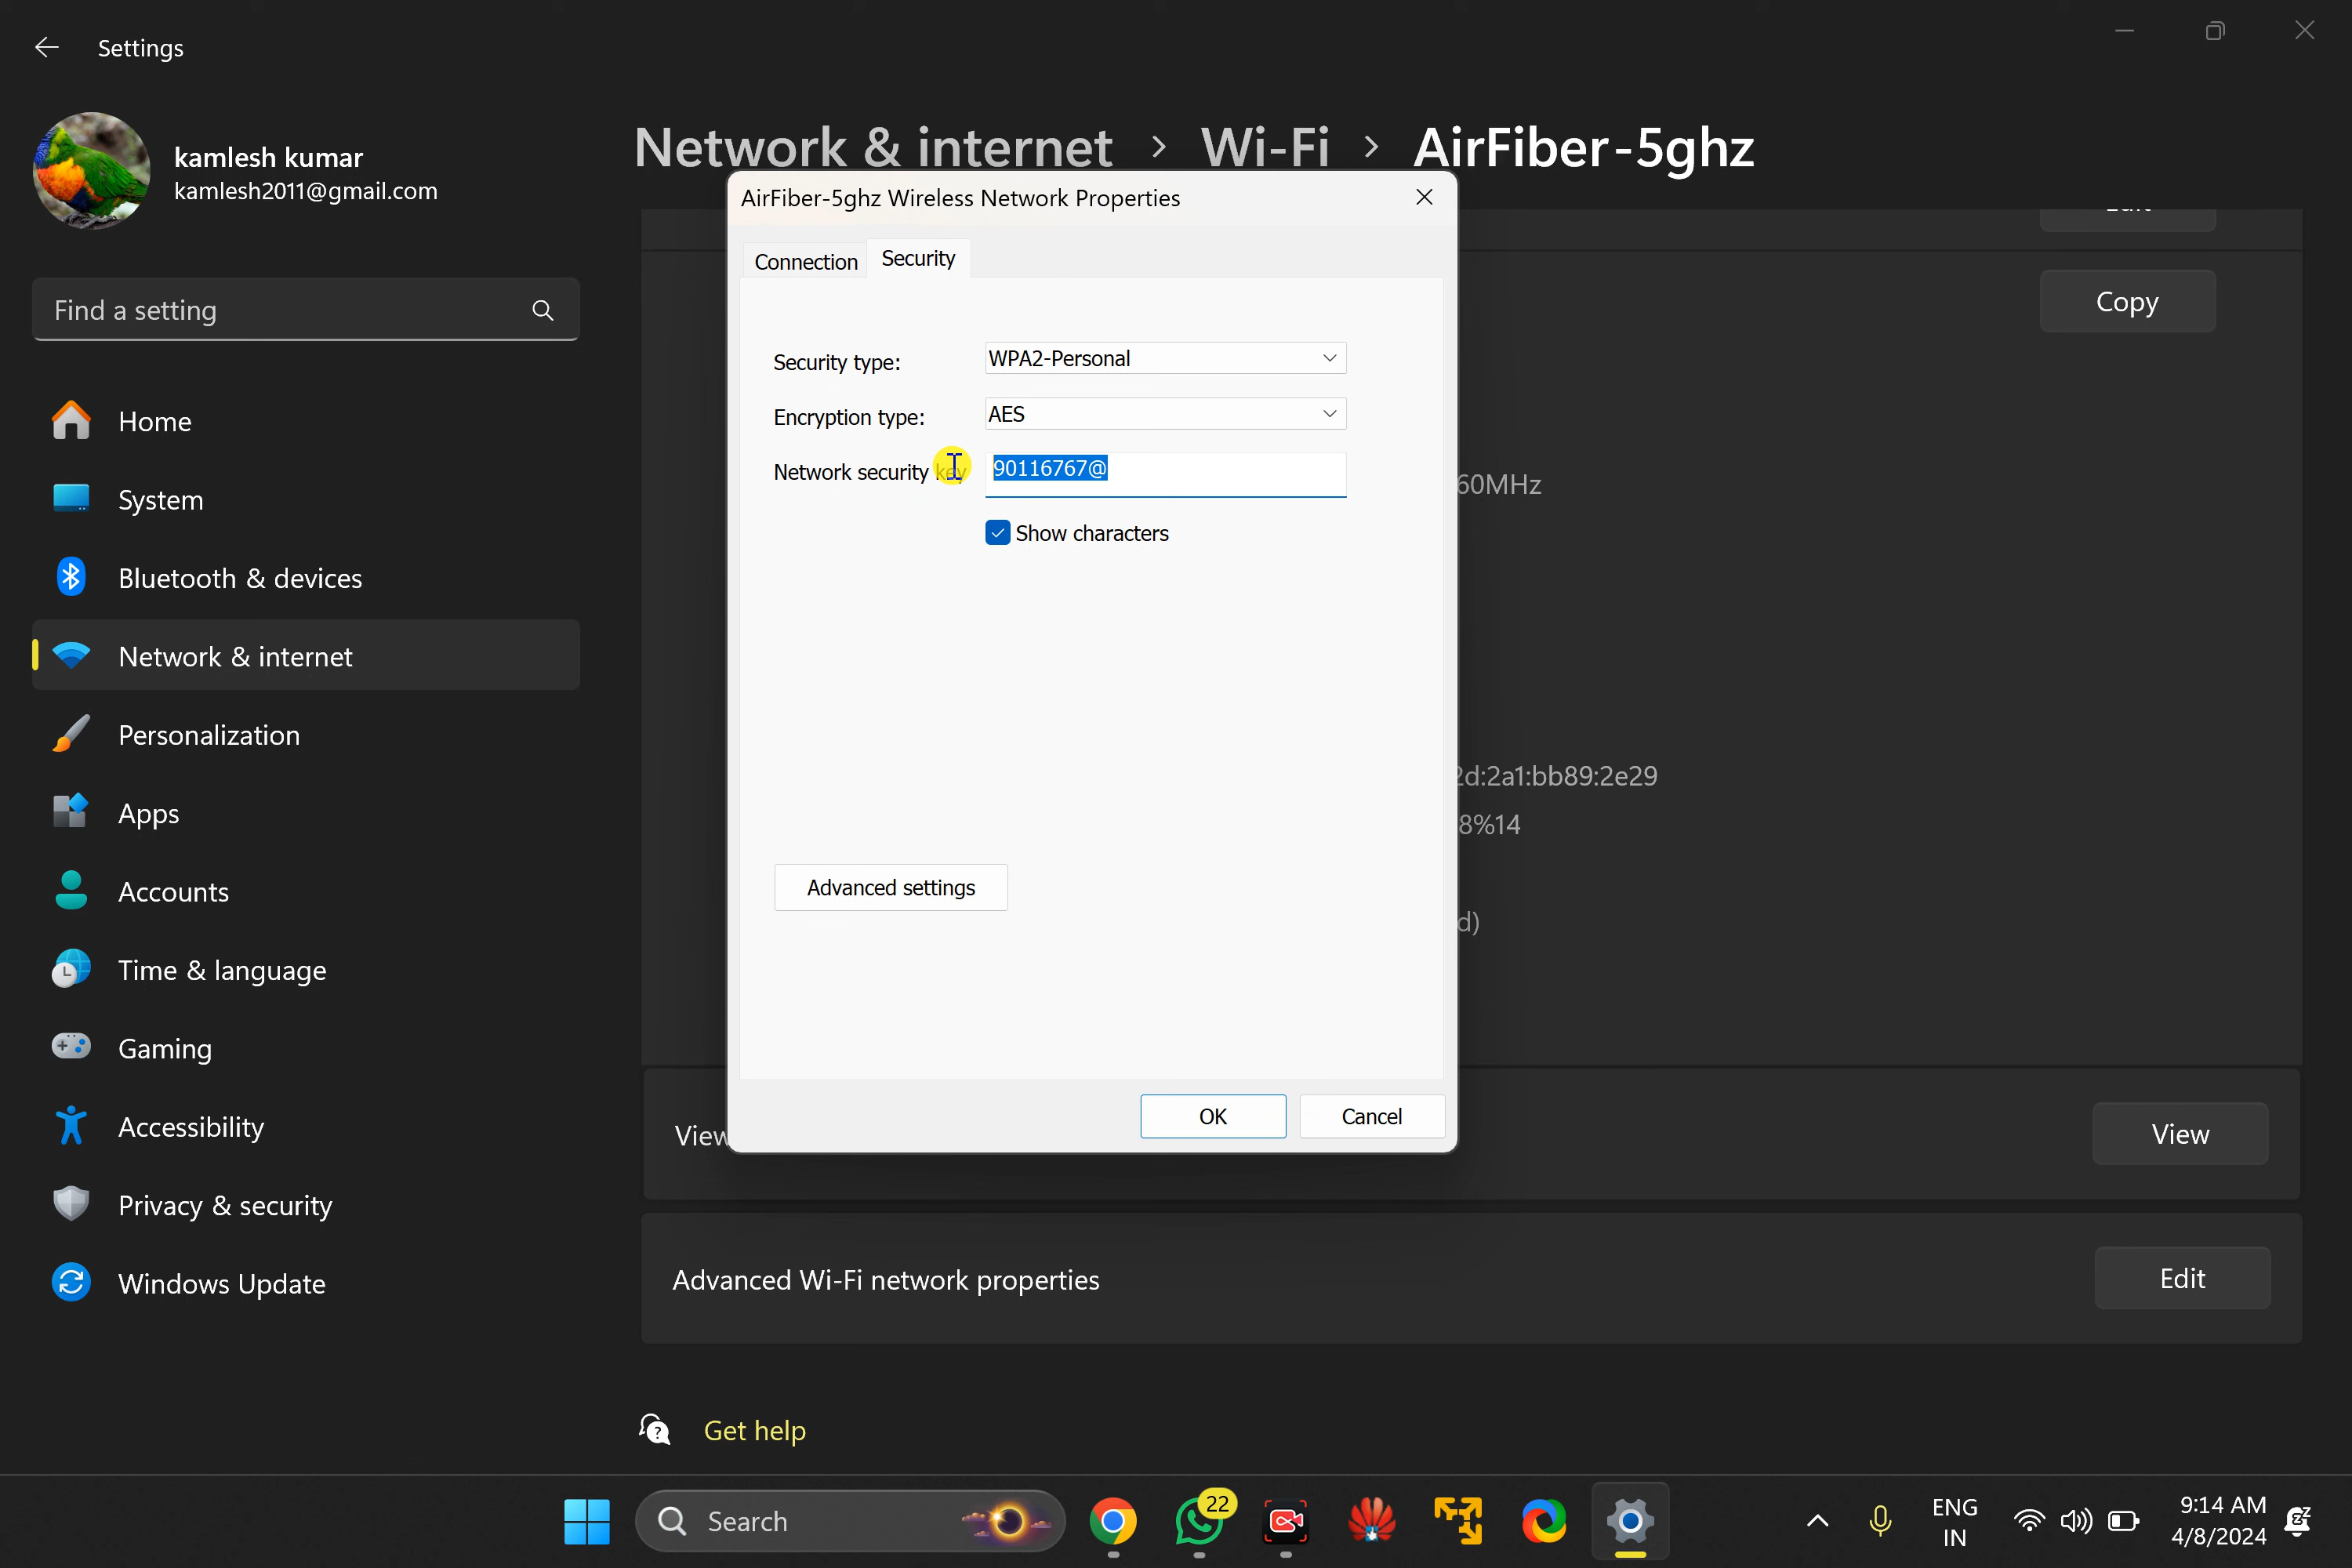 Settings
kamlesh kumar
kamlesh2011@gmail.com
Find a setting
Home
System
Bluetooth & devices
Network & internet
Personalization
Apps
Accounts
Time & language
Gaming
Accessibility
Privacy & security
Windows Update
Network & internet > Wi-Fi > AirFiber-5ghz
Copy
60MHz
2d:2a1:bb89:2e29
8%14
d)
View
View
Advanced Wi-Fi network properties
Edit
Get help
AirFiber-5ghz Wireless Network Properties
Connection
Security
Security type:
WPA2-Personal
Encryption type:
AES
Network security key
90116767@
Show characters
Advanced settings
OK
Cancel
Search
22
ENG
IN
9:14 AM
4/8/2024